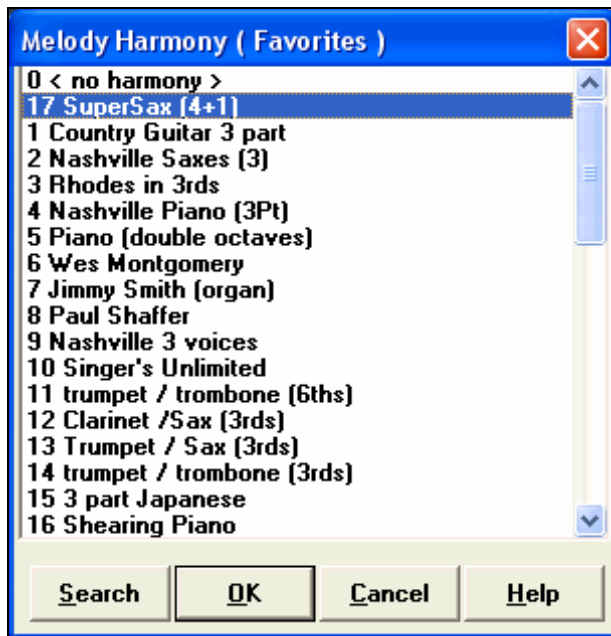 Melody Harmony ( Favorites )
0 < no harmony >
17 SuperSax (4+1)
1 Country Guitar 3 part
2 Nashville Saxes (3)
3 Rhodes in 3rds
4 Nashville Piano (3Pt)
5 Piano (double octaves)
6 Wes Montgomery
7 Jimmy Smith (organ)
8 Paul Shaffer
9 Nashville 3 voices
10 Singer's Unlimited
11 trumpet / trombone (6ths)
12 Clarinet /Sax (3rds)
13 Trumpet / Sax (3rds)
14 trumpet / trombone (3rds)
15 3 part Japanese
16 Shearing Piano
Search OK Cancel Help